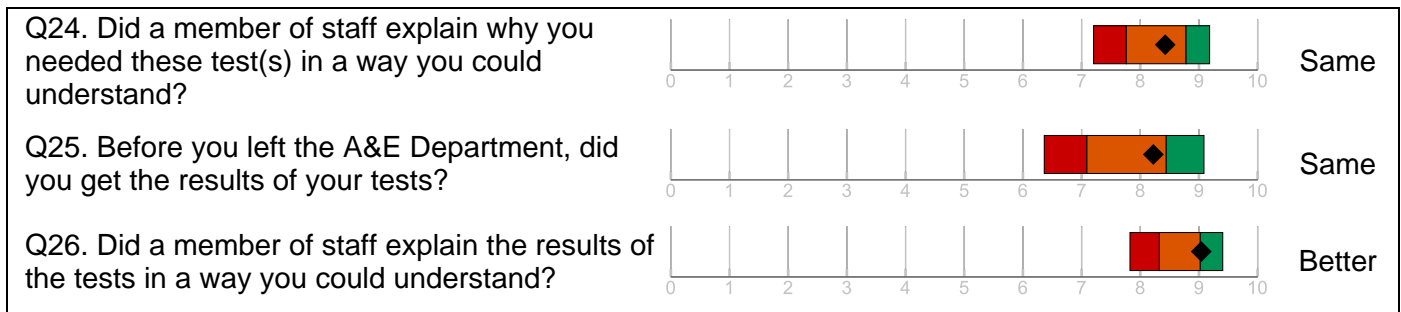 Q24. Did a member of staff explain why you
needed these test(s) in a way you could
understand?
0 1 2 3 4 5 6 7 8 9 10
Same
Q25. Before you left the A&E Department, did
you get the results of your tests?
0 1 2 3 4 5 6 7 8 9 10
Same
Q26. Did a member of staff explain the results of
the tests in a way you could understand?
0 1 2 3 4 5 6 7 8 9 10
Better